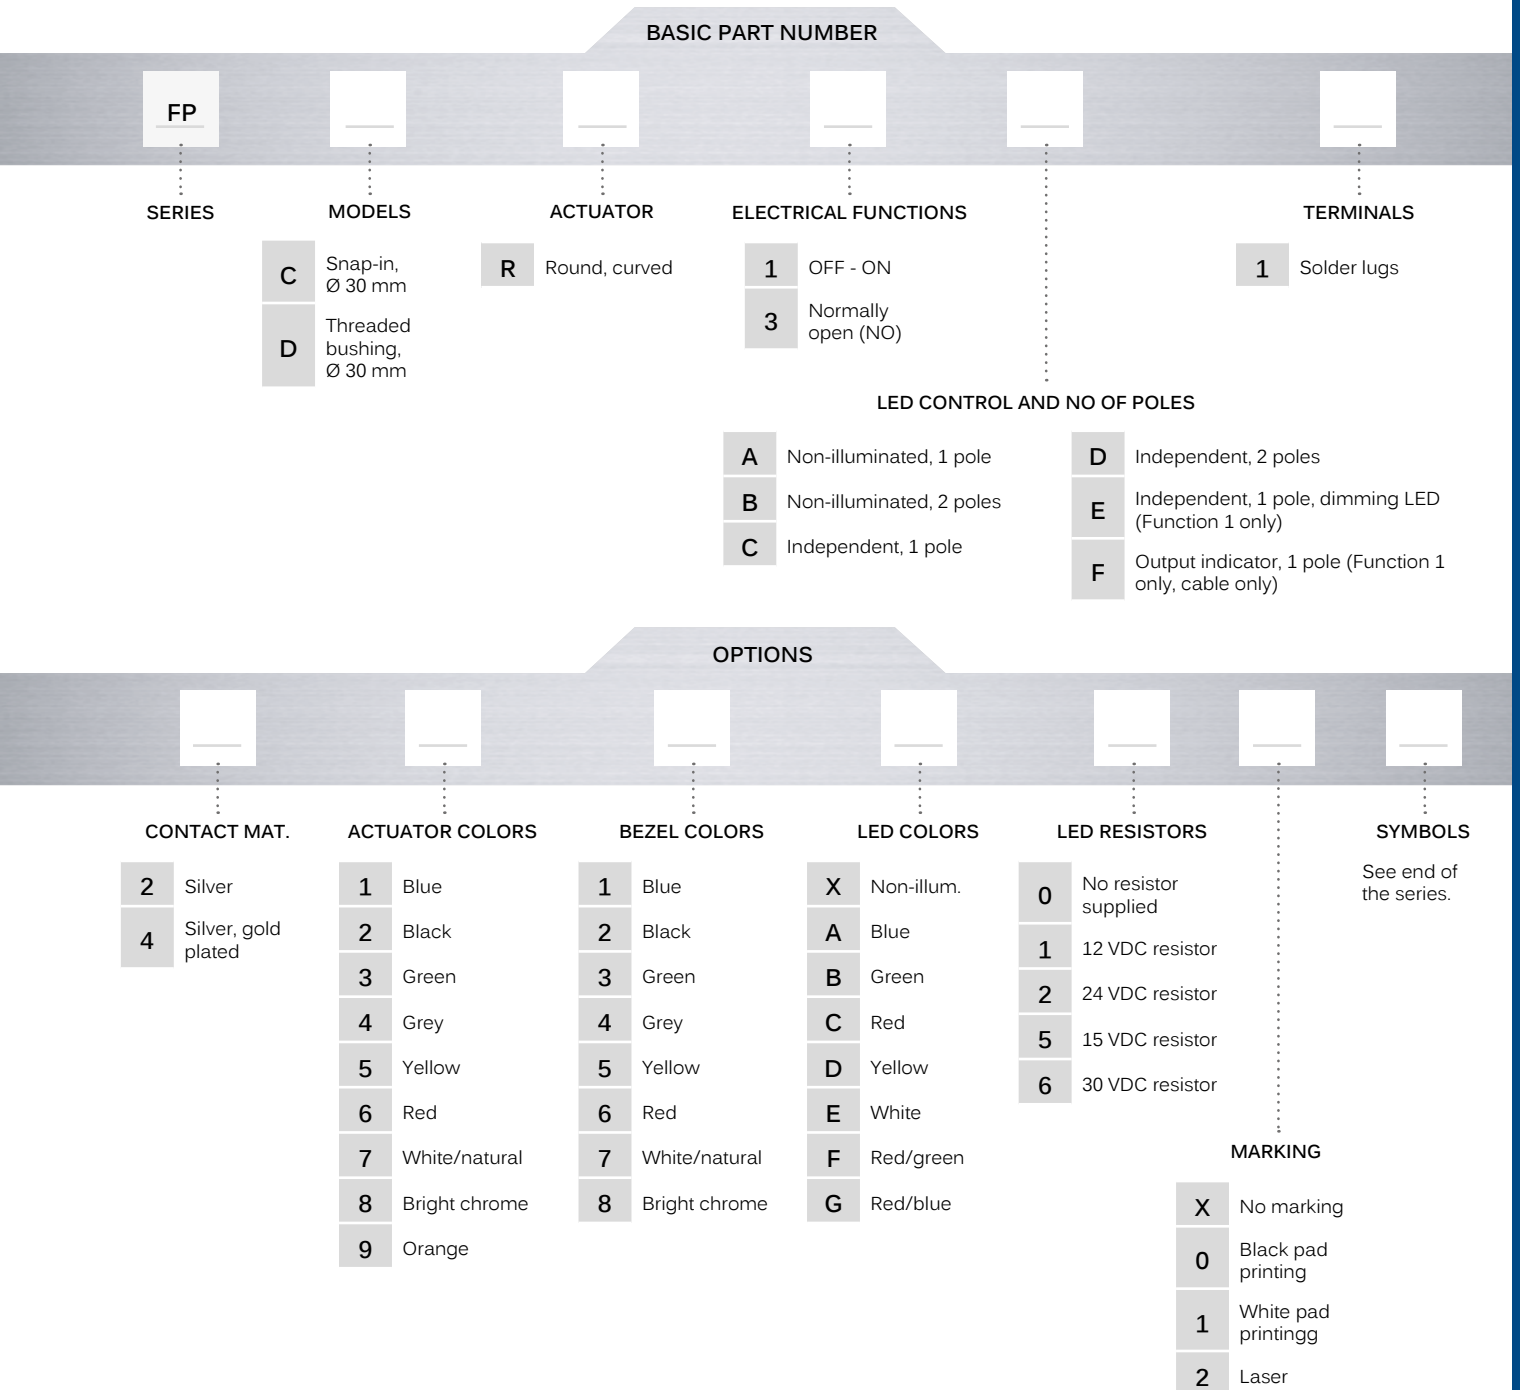 BASIC PART NUMBER
FP
SERIES
MODELS
C Snap-in,
Ø 30 mm
D Threaded
bushing,
Ø 30 mm
ACTUATOR
R Round, curved
ELECTRICAL FUNCTIONS
1 OFF - ON
3 Normally
open (NO)
TERMINALS
1 Solder lugs
LED CONTROL AND NO OF POLES
A Non-illuminated, 1 pole
B Non-illuminated, 2 poles
C Independent, 1 pole
D Independent, 2 poles
E Independent, 1 pole, dimming LED
(Function 1 only)
F Output indicator, 1 pole (Function 1
only, cable only)
OPTIONS
CONTACT MAT.
2 Silver
4 Silver, gold
plated
ACTUATOR COLORS
1 Blue
2 Black
3 Green
4 Grey
5 Yellow
6 Red
7 White/natural
8 Bright chrome
9 Orange
BEZEL COLORS
1 Blue
2 Black
3 Green
4 Grey
5 Yellow
6 Red
7 White/natural
8 Bright chrome
LED COLORS
X Non-illum.
A Blue
B Green
C Red
D Yellow
E White
F Red/green
G Red/blue
LED RESISTORS
0 No resistor
supplied
1 12 VDC resistor
2 24 VDC resistor
5 15 VDC resistor
6 30 VDC resistor
MARKING
X No marking
0 Black pad
printing
1 White pad
printingg
2 Laser
SYMBOLS
See end of
the series.